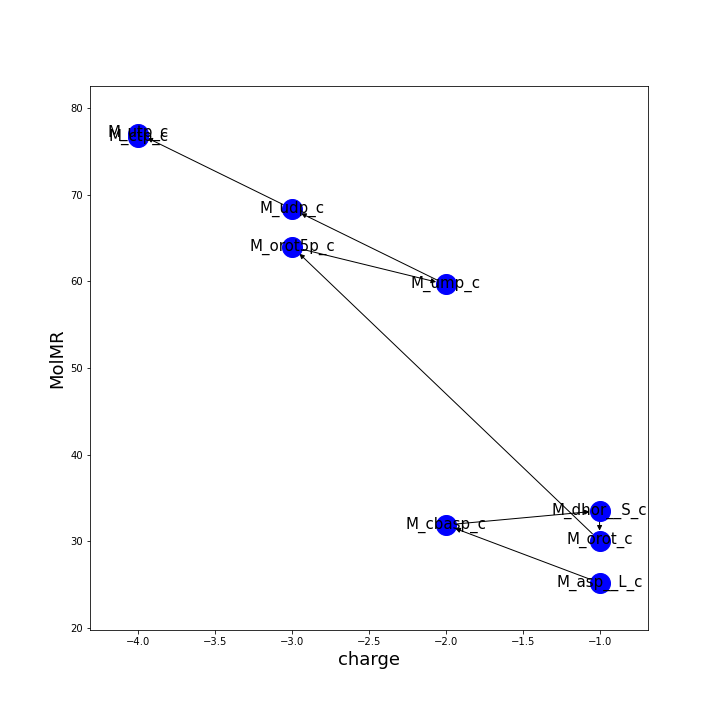 80
70
60
50
40
30
20
MolMR
M_utp_c
M_ctp_c
M_udp_c
M_orot5p_c
M_ump_c
M_dhor__S_c
M_cbasp_c
M_orot_c
M_asp__L_c
−4.0 −3.5 −3.0 −2.5 −2.0 −1.5 −1.0
charge